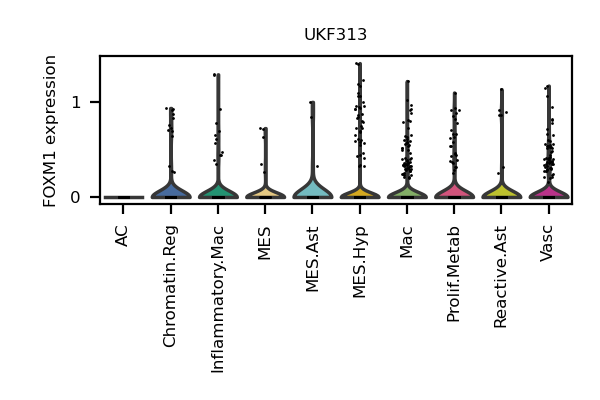 UKF313
FOXM1 expression
1
0
AC
Chromatin.Reg
Inflammatory.Mac
MES
MES.Ast
MES.Hyp
Mac
Prolif.Metab
Reactive.Ast
Vasc